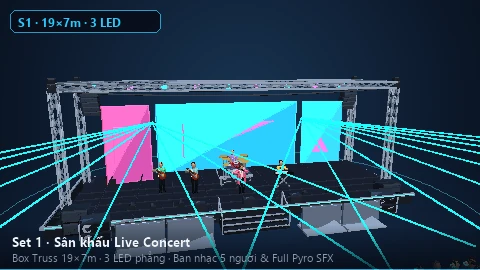 S1 · 19×7m · 3 LED
Set 1 · Sân khấu Live Concert
Box Truss 19×7m · 3 LED phẳng · Ban nhạc 5 người & Full Pyro SFX